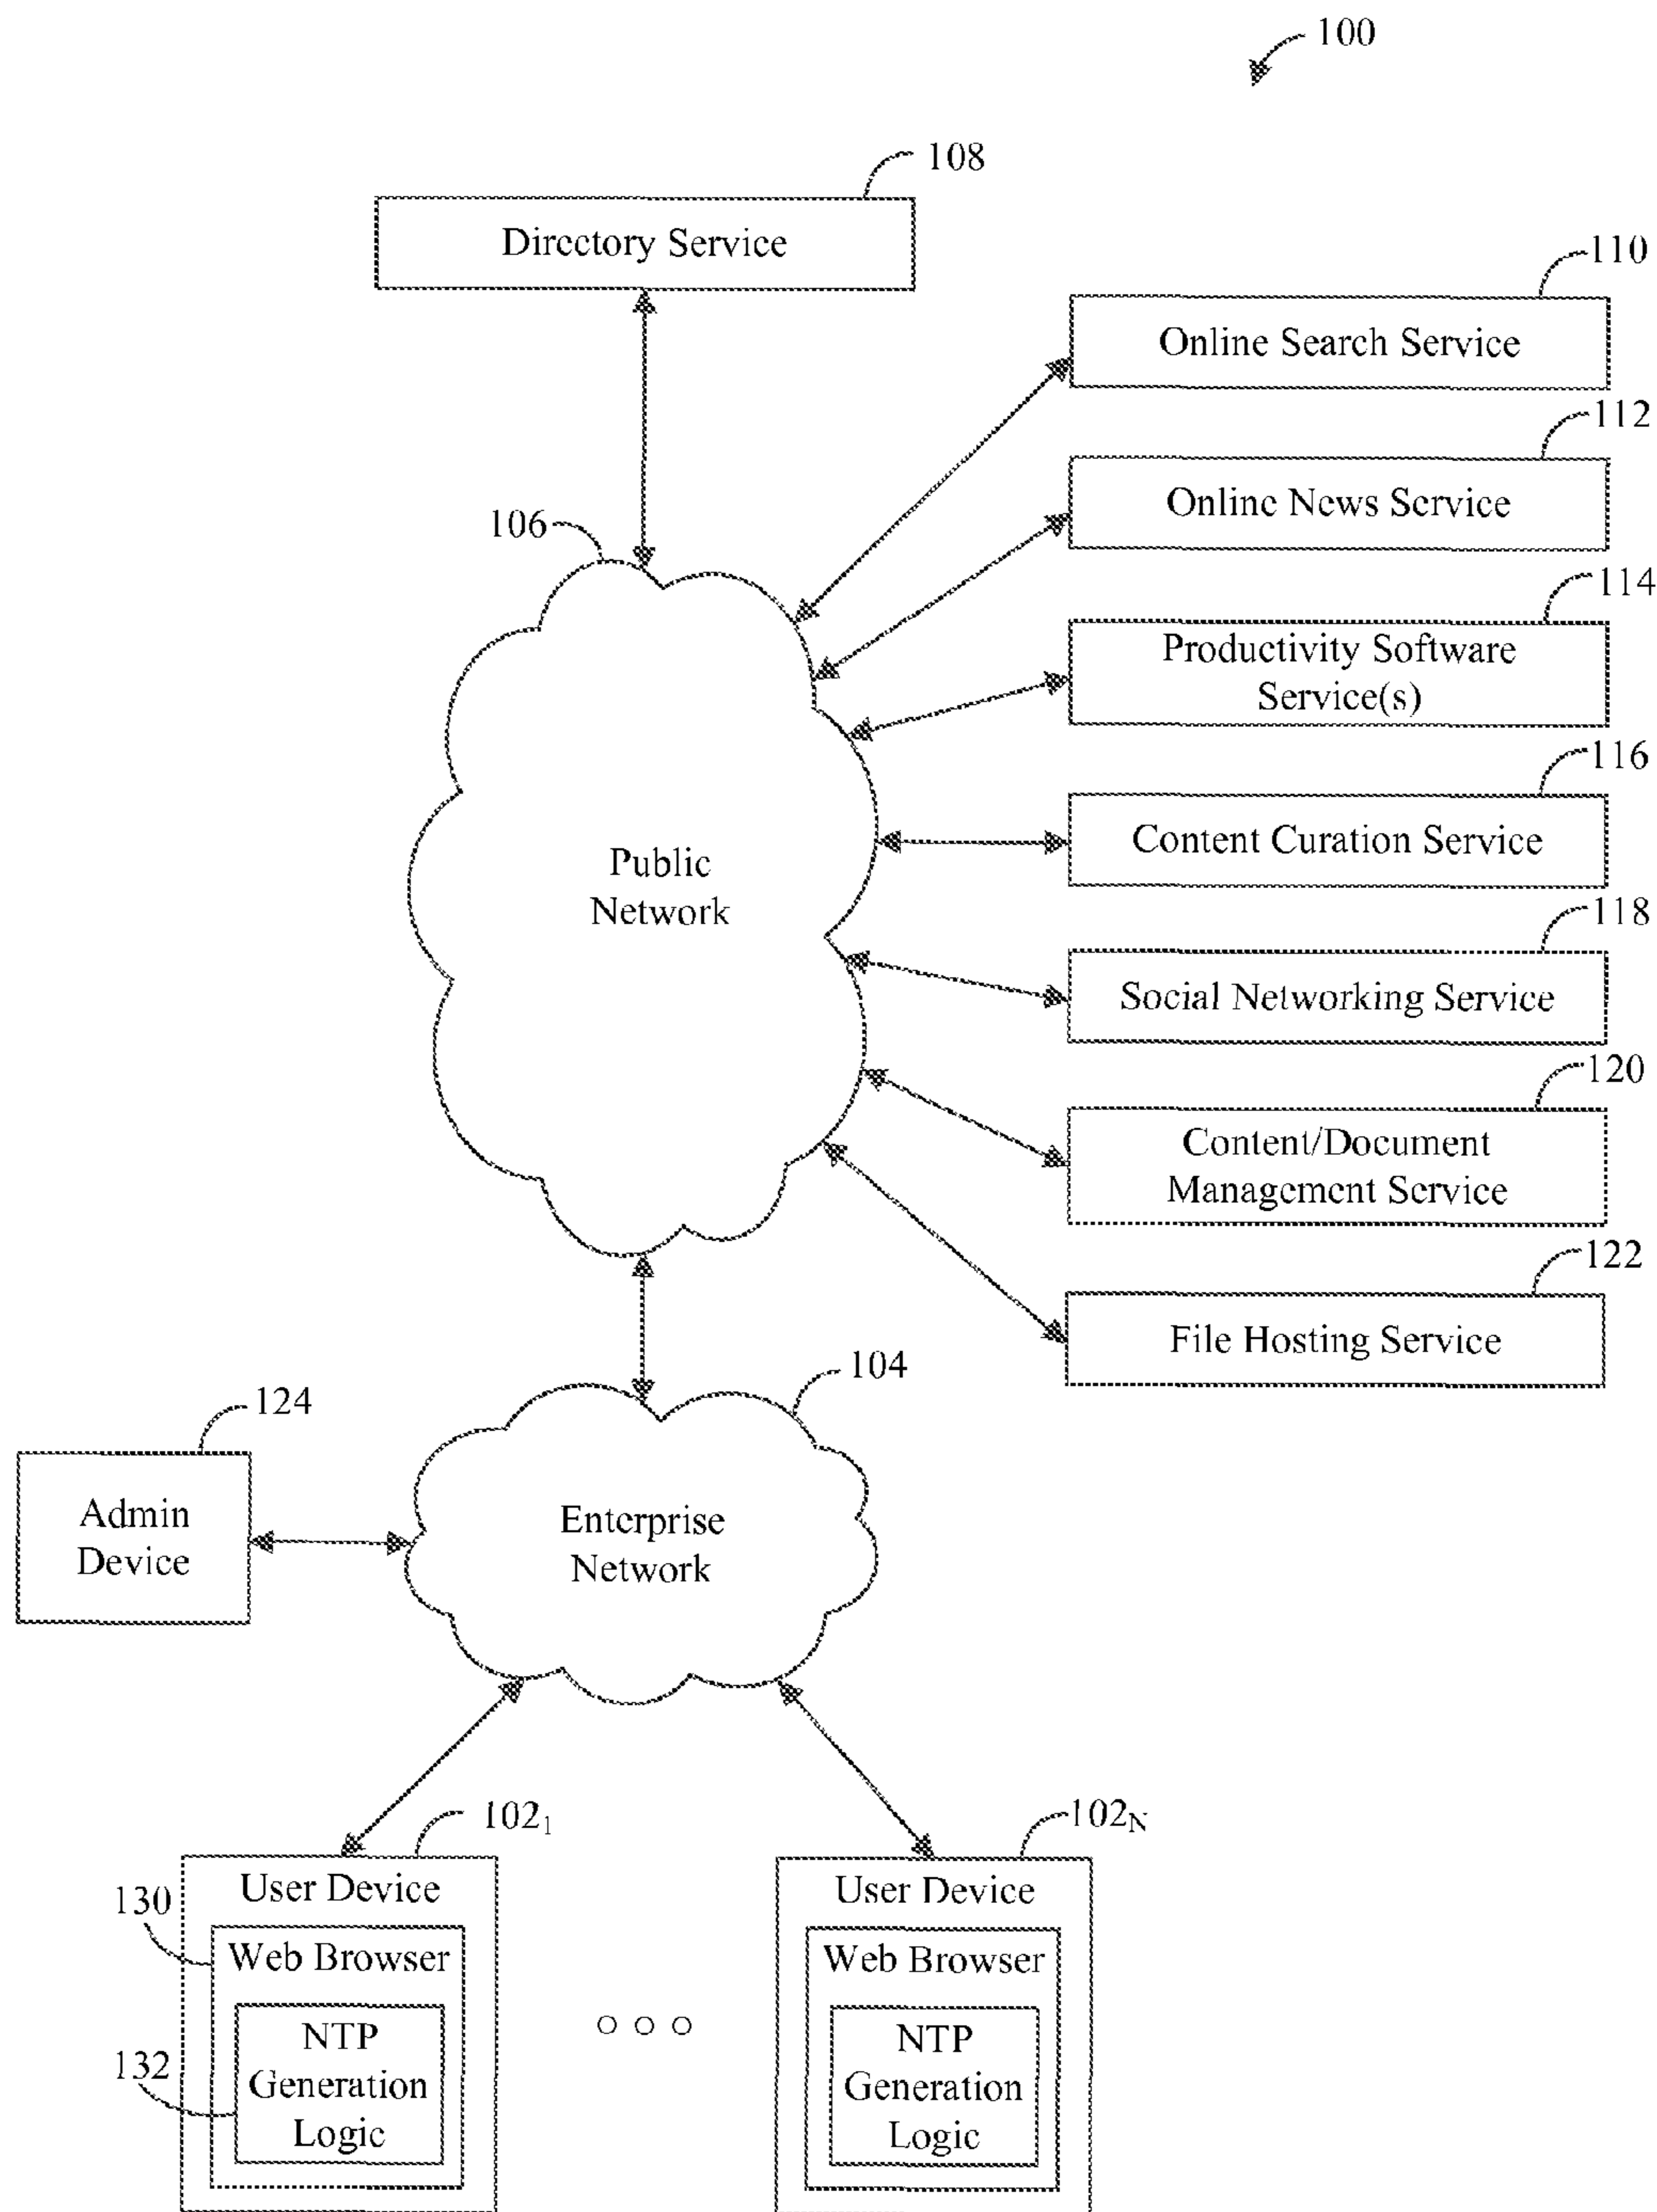 100
108
Directory Service
110
Online Search Service
112
Online News Service
106
114
Productivity Software
Service(s)
116
Content Curation Service
Public
Network
118
Social Networking Service
120
Content/Document
Management Service
122
File Hosting Service
104
124
Admin
Device
Enterprise
Network
102₁
102_N
User Device
User Device
130
Web Browser
Web Browser
132
NTP
Generation
Logic
NTP
Generation
Logic